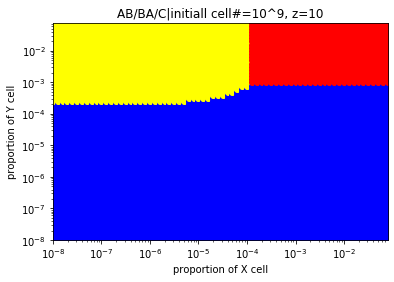 AB/BA/C|initiall cell#=10^9, z=10
proportion of Y cell
10⁻²
10⁻³
10⁻⁴
10⁻⁵
10⁻⁶
10⁻⁷
10⁻⁸
10⁻⁸ 10⁻⁷ 10⁻⁶ 10⁻⁵ 10⁻⁴ 10⁻³ 10⁻²
proportion of X cell